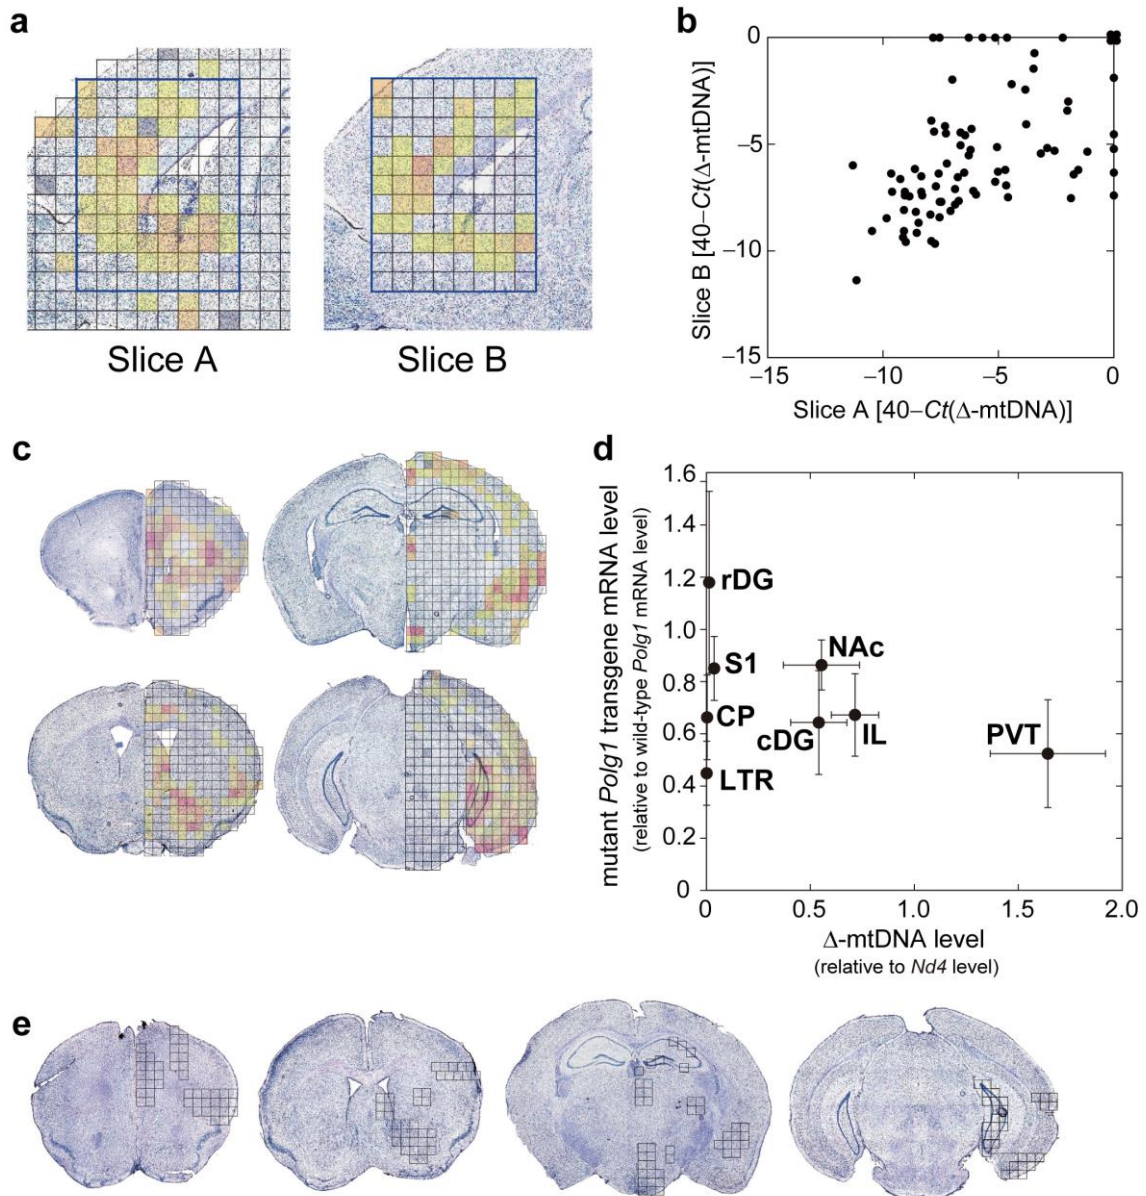 a
Slice A
Slice B
b
Slice B [40–Ct(Δ-mtDNA)]
0
–5
–10
–15
–15
–10
–5
0
Slice A [40–Ct(Δ-mtDNA)]
c
d
mutant Polg1 transgene mRNA level
(relative to wild-type Polg1 mRNA level)
1.6
1.4
1.2
1.0
0.8
0.6
0.4
0.2
0
rDG
S1
NAc
CP
cDG
IL
PVT
LTR
0
0.5
1.0
1.5
2.0
Δ-mtDNA level
(relative to Nd4 level)
e